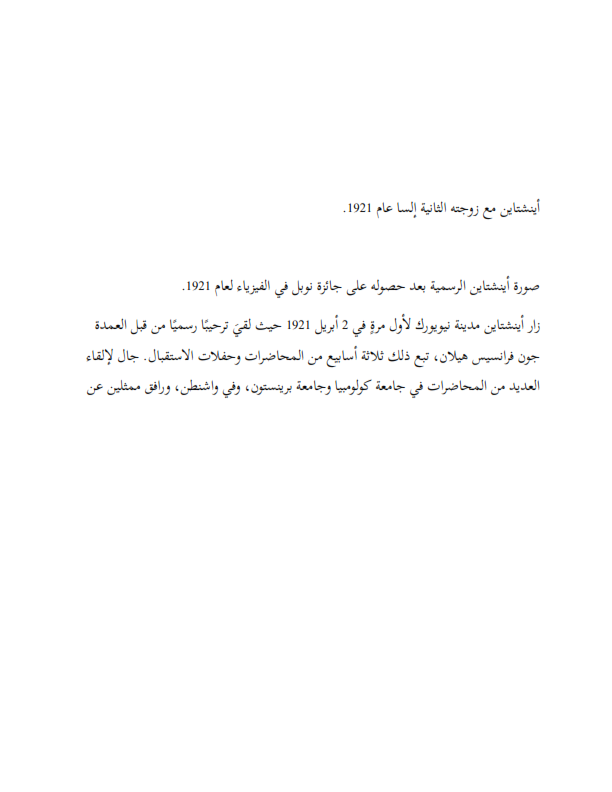 أينشتاين مع زوجته الثانية إلسا عام 1921.
صورة أينشتاين الرسمية بعد حصوله على جائزة نوبل في الفيزياء لعام 1921.
زار أينشتاين مدينة نيويورك لأول مرةٍ في 2 أبريل 1921 حيث لقيَ ترحيبًا رسميًا من قبل العمدة
جون فرانسيس هيلان، تبع ذلك ثلاثة أسابيع من المحاضرات وحفلات الاستقبال. جال لإلقاء
العديد من المحاضرات في جامعة كولومبيا وجامعة برينستون، وفي واشنطن، ورافق ممثلين عن